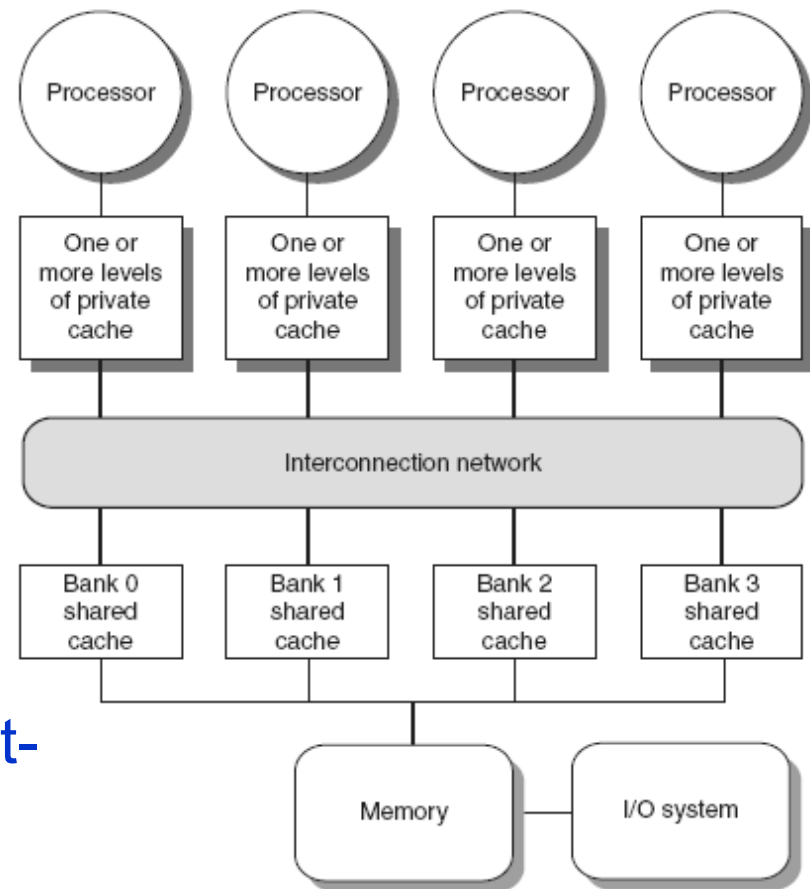 Processor
Processor
Processor
Processor
One or
more levels
of private
cache
One or
more levels
of private
cache
One or
more levels
of private
cache
One or
more levels
of private
cache
Interconnection network
Bank 0
shared
cache
Bank 1
shared
cache
Bank 2
shared
cache
Bank 3
shared
cache
t-
Memory
I/O system